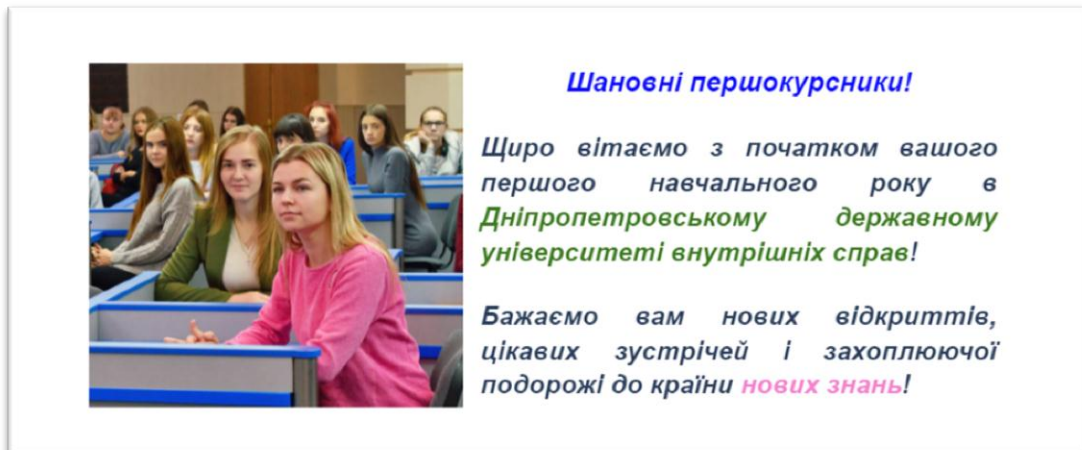 Шановні першокурсники!
Щиро вітаємо з початком вашого
першого навчального року в
Дніпропетровському державному
університеті внутрішніх справ!
Бажаємо вам нових відкриттів,
цікавих зустрічей і захоплюючої
подорожі до країни нових знань!